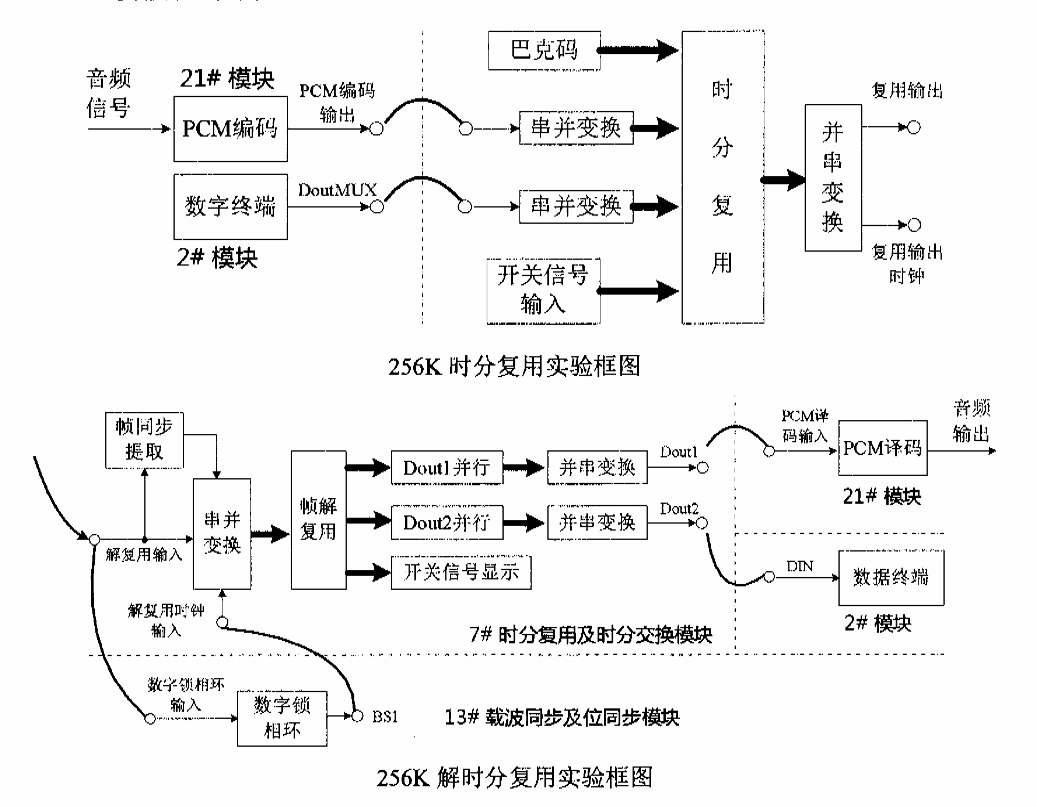 音频
信号
21# 模块
PCM编码
PCM编码
输出
数字终端
2# 模块
DoutMUX
巴克码
串并变换
串并变换
开关信号
输入
时
分
复
用
并
串
变
换
复用输出
复用输出
时钟
256K 时分复用实验框图
帧同步
提取
解复用输入
串并
变换
解复用时钟
输入
帧解
复用
Dout1并行
并串变换
Dout1
Dout2并行
并串变换
Dout2
开关信号显示
7# 时分复用及时分交换模块
PCM译
码输入
PCM译码
音频
输出
21# 模块
DIN
数据终端
2# 模块
数字锁相环
输入
数字锁
相环
BS1
13# 载波同步及位同步模块
256K 解时分复用实验框图